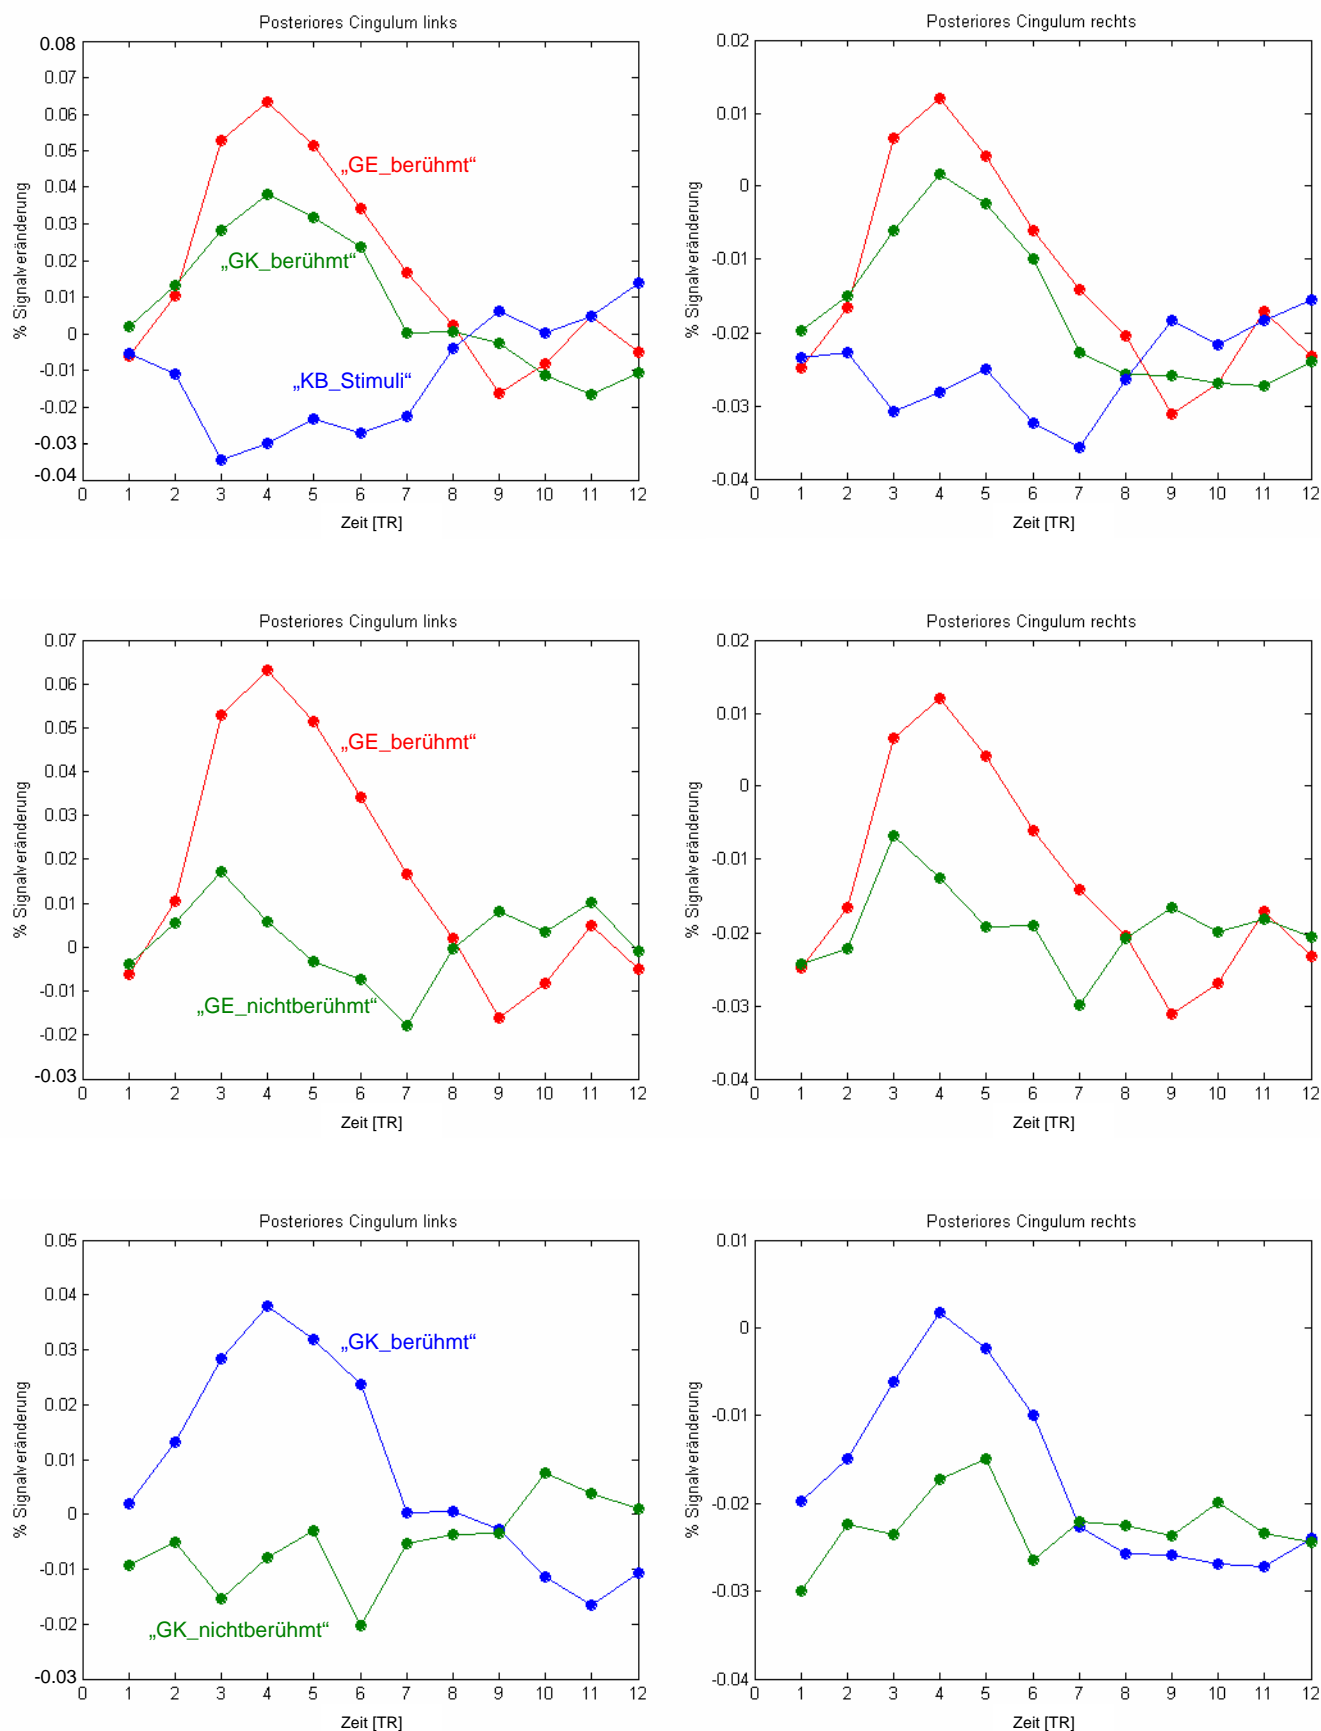 Posteriores Cingulum links
% Signalveränderung
0.08
0.07
0.06
0.05
0.04
0.03
0.02
0.01
0
-0.01
-0.02
-0.03
-0.04
„GE_berühmt“
„GK_berühmt“
„KB_Stimuli“
0 1 2 3 4 5 6 7 8 9 10 11 12
Zeit [TR]
Posteriores Cingulum rechts
% Signalveränderung
0.02
0.01
0
-0.01
-0.02
-0.03
-0.04
0 1 2 3 4 5 6 7 8 9 10 11 12
Zeit [TR]
Posteriores Cingulum links
% Signalveränderung
0.07
0.06
0.05
0.04
0.03
0.02
0.01
0
-0.01
-0.02
-0.03
„GE_berühmt“
„GE_nichtberühmt“
0 1 2 3 4 5 6 7 8 9 10 11 12
Zeit [TR]
Posteriores Cingulum rechts
% Signalveränderung
0.02
0.01
0
-0.01
-0.02
-0.03
-0.04
0 1 2 3 4 5 6 7 8 9 10 11 12
Zeit [TR]
Posteriores Cingulum links
% Signalveränderung
0.05
0.04
0.03
0.02
0.01
0
-0.01
-0.02
-0.03
„GK_berühmt“
„GK_nichtberühmt“
0 1 2 3 4 5 6 7 8 9 10 11 12
Zeit [TR]
Posteriores Cingulum rechts
% Signalveränderung
0.01
0
-0.01
-0.02
-0.03
-0.04
0 1 2 3 4 5 6 7 8 9 10 11 12
Zeit [TR]